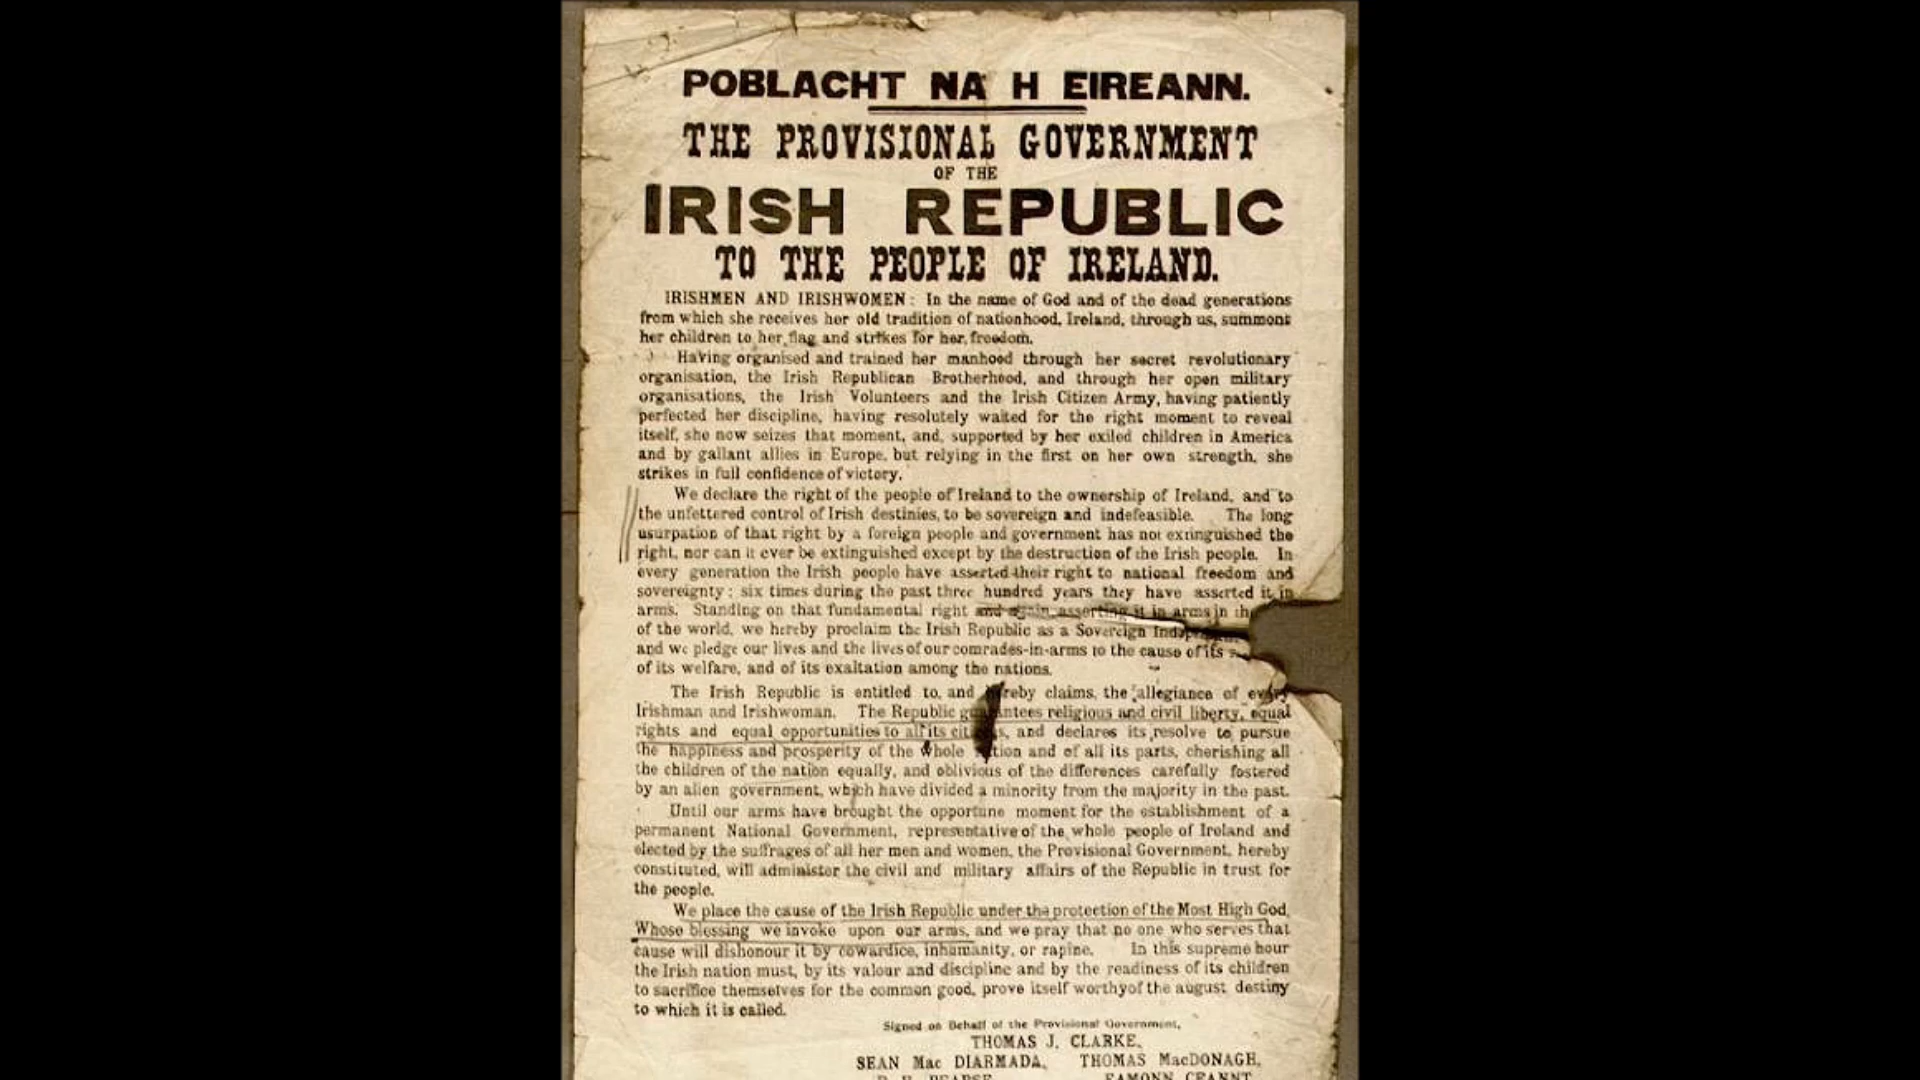 POBLACHT NA H EIREANN.
THE PROVISIONAL GOVERNMENT
OF THE
IRISH REPUBLIC
TO THE PEOPLE OF IRELAND.
IRISHMEN AND IRISHWOMEN : In the name of God and of the dead generations
from which she receives her old tradition of nationhood, Ireland, through us, summons
her children to her flag and strikes for her freedom.
Having organised and trained her manhood through her secret revolutionary
organisation, the Irish Republican Brotherhood, and through her open military
organisations, the Irish Volunteers and the Irish Citizen Army, having patiently
perfected her discipline, having resolutely waited for the right moment to reveal
itself, she now seizes that moment, and, supported by her exiled children in America
and by gallant allies in Europe, but relying in the first on her own strength, she
strikes in full confidence of victory.
We declare the right of the people of Ireland to the ownership of Ireland, and to
the unfettered control of Irish destinies, to be sovereign and indefeasible. The long
usurpation of that right by a foreign people and government has not extinguished the
right, nor can it ever be extinguished except by the destruction of the Irish people. In
every generation the Irish people have asserted their right to national freedom and
sovereignty ; six times during the past three hundred years they have asserted it in
arms. Standing on that fundamental right and again asserting it in arms in
of the world, we hereby proclaim the Irish Republic as a Sovereign
and we pledge our lives and the lives of our comrades-in-arms to the cause of its
of its welfare, and of its exaltation among the nations.
The Irish Republic is entitled to, and hereby claims, the allegiance of every
Irishman and Irishwoman. The Republic guarantees religious and civil liberty, equal
rights and equal opportunities to all its citizens, and declares its resolve to pursue
the happiness and prosperity of the whole nation and of all its parts, cherishing all
the children of the nation equally, and oblivious of the differences carefully fostered
by an alien government, which have divided a minority from the majority in the past.
Until our arms have brought the opportune moment for the establishment of a
permanent National Government, representative of the whole people of Ireland and
elected by the suffrages of all her men and women, the Provisional Government, hereby
constituted, will administer the civil and military affairs of the Republic in trust for
the people.
We place the cause of the Irish Republic under the protection of the Most High God,
Whose blessing we invoke upon our arms, and we pray that no one who serves that
cause will dishonour it by cowardice, inhumanity, or rapine. In this supreme hour
the Irish nation must, by its valour and discipline and by the readiness of its children
to sacrifice themselves for the common good, prove itself worthy of the august destiny
to which it is called.
Signed on Behalf of the Provisional Government,
THOMAS J. CLARKE,
SEAN Mac DIARMADA, THOMAS MacDONAGH,